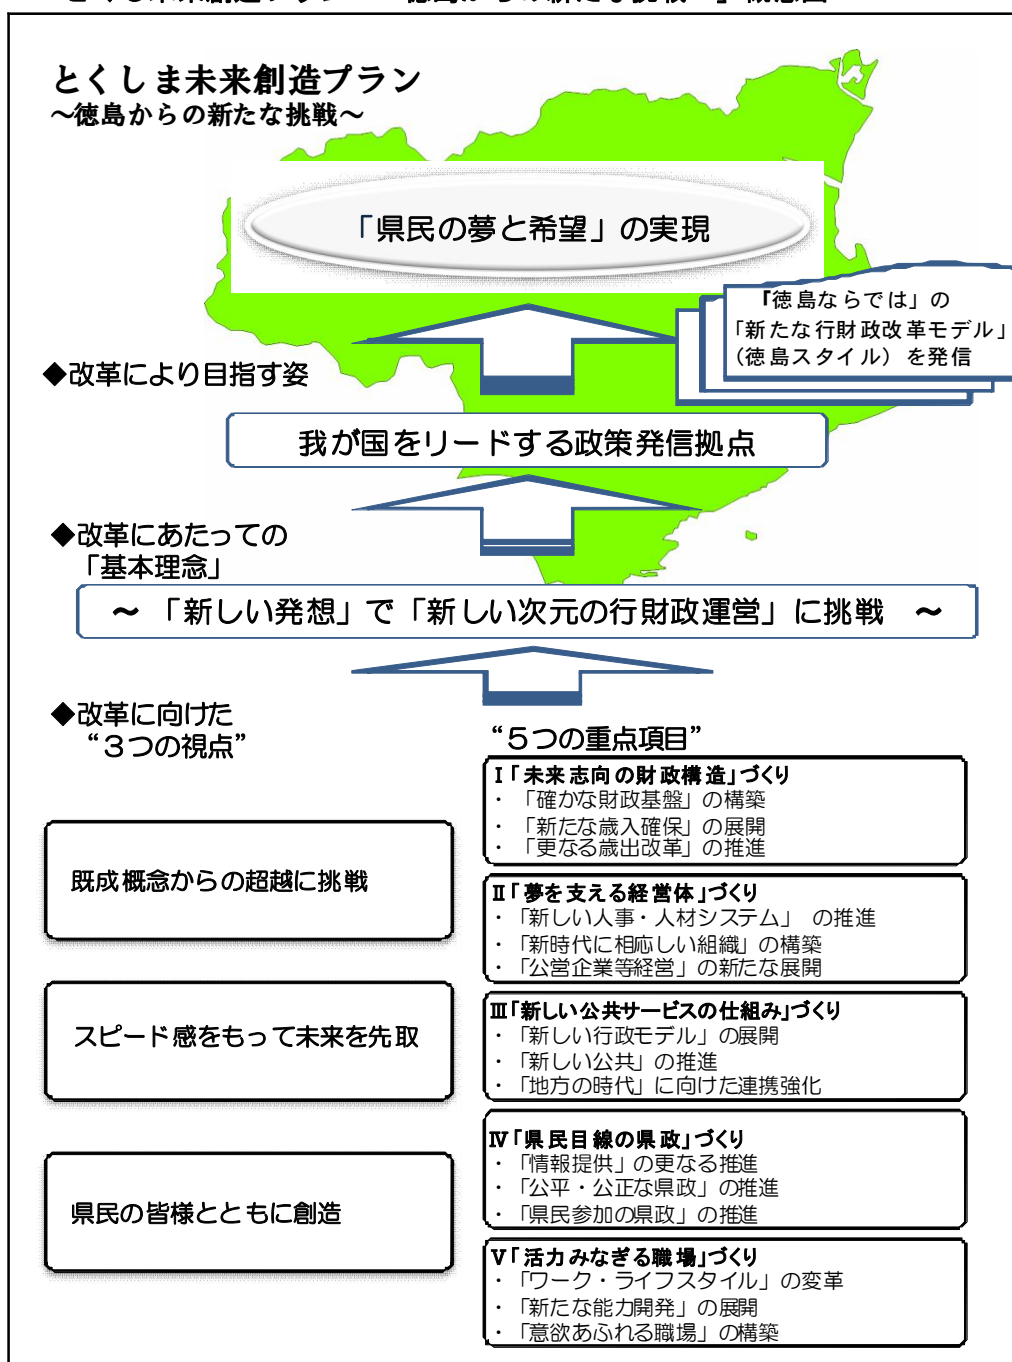 とくしま未来創造プラン
～徳島からの新たな挑戦～
「県民の夢と希望」の実現
『徳島ならでは」の
「新たな行財政改革モデル」
（徳島スタイル）を発信
◆改革により目指す姿
我が国をリードする政策発信拠点
◆改革にあたっての
「基本理念」
～「新しい発想」で「新しい次元の行財政運営」に挑戦　～
◆改革に向けた
“３つの視点”
既成概念からの超越に挑戦
スピード感をもって未来を先取
県民の皆様とともに創造
“５つの重点項目”
Ⅰ「未来志向の財政構造」づくり
・「確かな財政基盤」の構築
・「新たな歳入確保」の展開
・「更なる歳出改革」の推進
Ⅱ「夢を支える経営体」づくり
・「新しい人事・人材システム」 の推進
・「新時代に相応しい組織」の構築
・「公営企業等経営」の新たな展開
Ⅲ「新しい公共サービスの仕組み」づくり
・「新しい行政モデル」の展開
・「新しい公共」の推進
・「地方の時代」に向けた連携強化
Ⅳ「県民目線の県政」づくり
・「情報提供」の更なる推進
・「公平・公正な県政」の推進
・「県民参加の県政」の推進
Ⅴ「活力みなぎる職場」づくり
・「ワーク・ライフスタイル」の変革
・「新たな能力開発」の展開
・「意欲あふれる職場」の構築